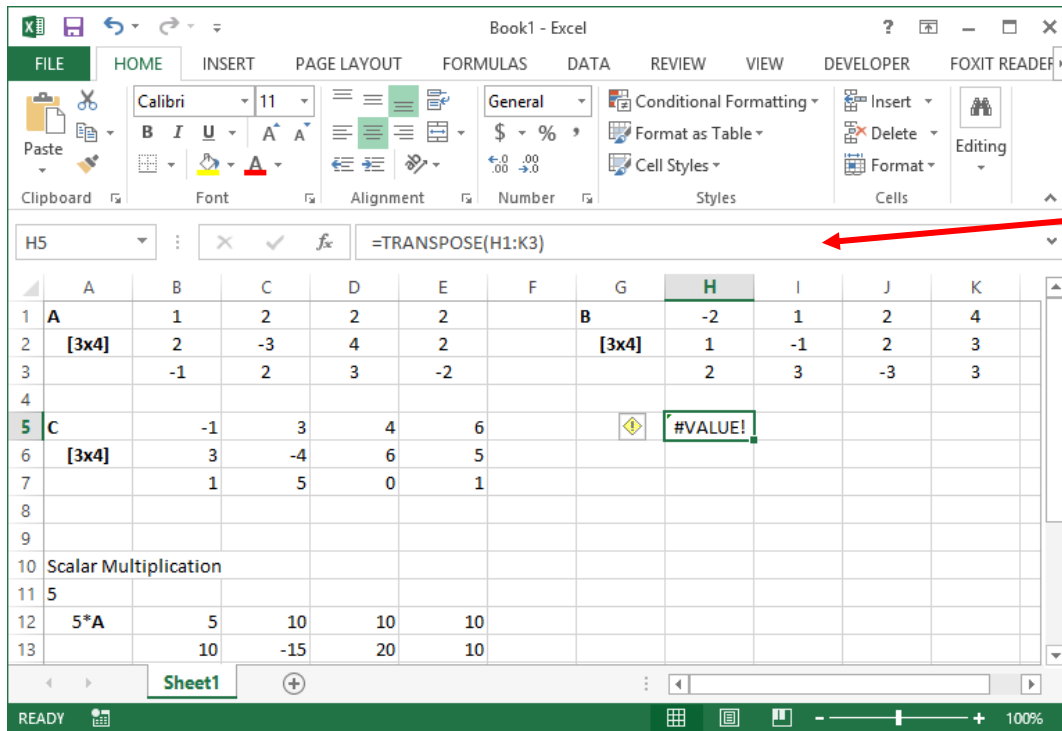 Book1 - Excel
FILE HOME INSERT PAGE LAYOUT FORMULAS DATA REVIEW VIEW DEVELOPER FOXIT READER
Paste
Calibri 11
B I U A A
A
General
$ % ,
.0 .00
.00 .0
Conditional Formatting
Format as Table
Cell Styles
Insert
Delete
Format
Editing
Clipboard Font Alignment Number Styles Cells
H5 fx =TRANSPOSE(H1:K3)
A B C D E F G H I J K
1 A 1 2 2 2 B -2 1 2 4
2 [3x4] 2 -3 4 2 [3x4] 1 -1 2 3
3 -1 2 3 -2 2 3 -3 3
4
5 C -1 3 4 6 #VALUE!
6 [3x4] 3 -4 6 5
7 1 5 0 1
8
9
10 Scalar Multiplication
11 5
12 5*A 5 10 10 10
13 10 -15 20 10
Sheet1
READY 100%